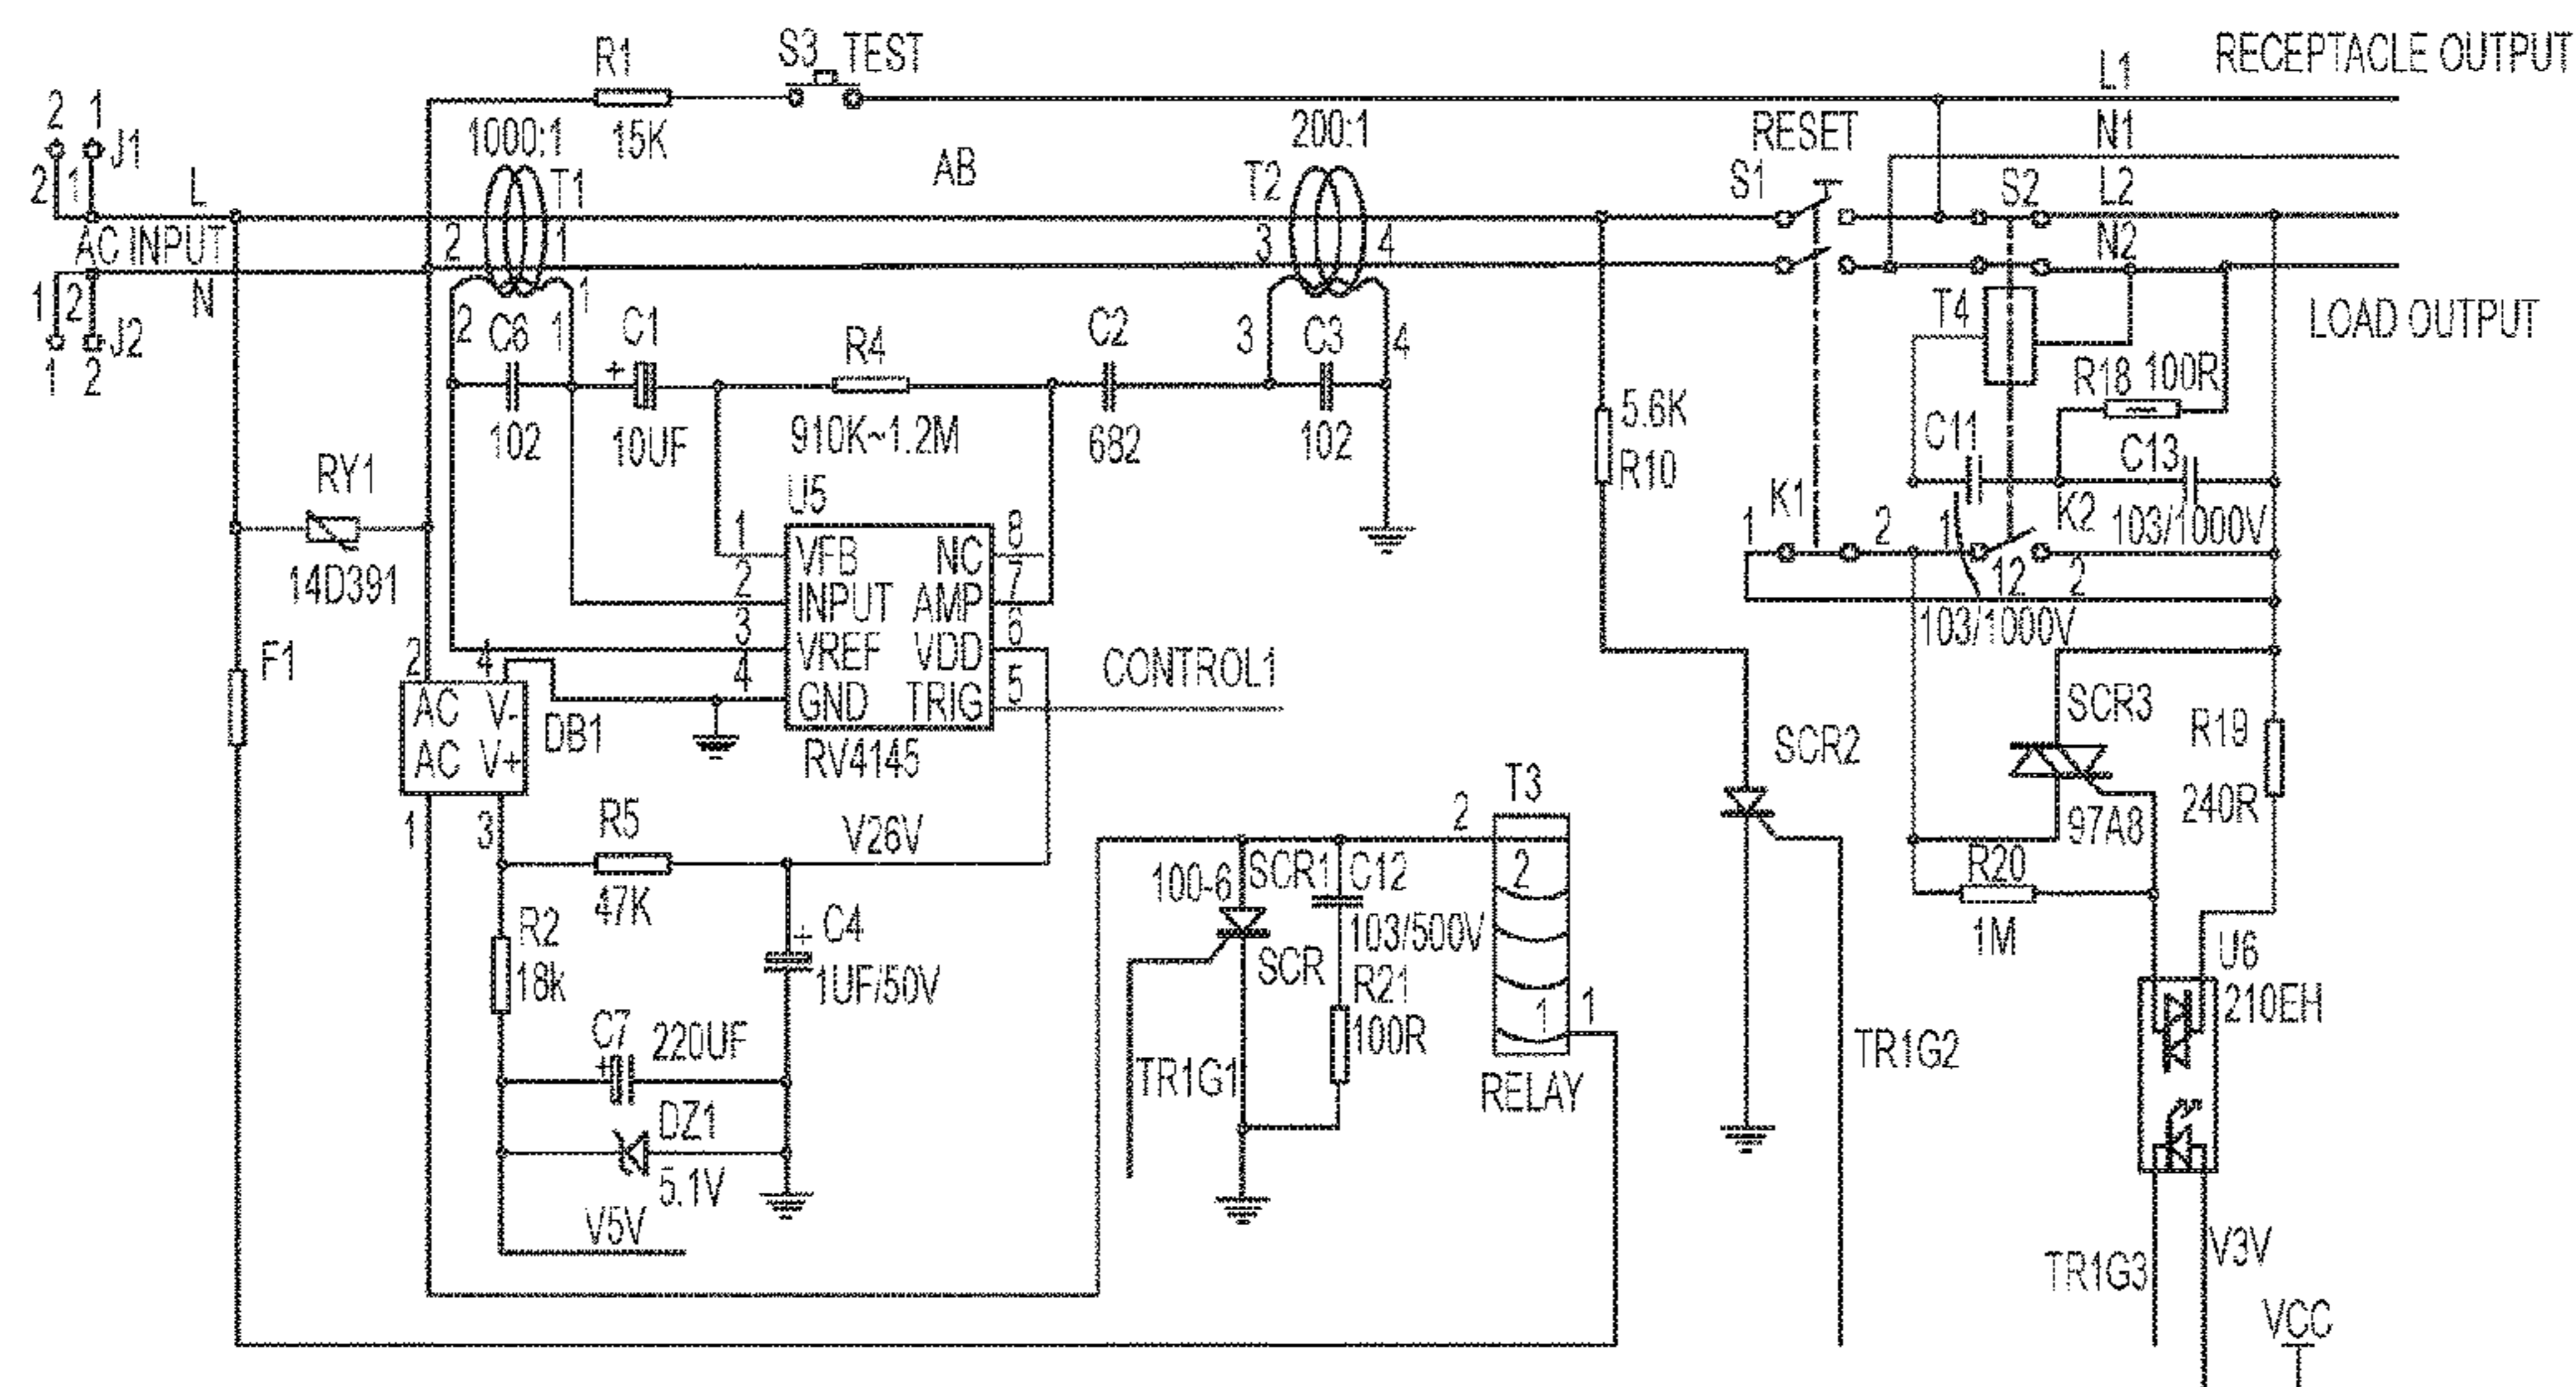 RECEPTACLE OUTPUT
R1
S3 TEST
L1
2 1
J1
1000:1
15K
200:1
RESET
N1
2 1
L
T1
AB
T2
S1
S2
L2
AC INPUT
2
1
3
4
N2
N
1
1 2
J2
1 2
2
C6
1
C1
+
R4
C2
3
C3
4
T4
LOAD OUTPUT
R18 100R
102
10UF
910K~1.2M
682
102
5.6K
R10
C11
C13
RY1
U5
K1
1
2
1
K2
103/1000V
14D391
1
VFB
NC
8
2
INPUT
AMP
7
12
2
3
VREF
VDD
6
103/1000V
F1
2
4
4
GND
TRIG
5
CONTROL1
AC V-
AC V+
DB1
RV4145
SCR3
SCR2
R19
T3
1
3
R5
V26V
2
97A8
240R
47K
100-6
SCR1
C12
2
R20
R2
+
C4
103/500V
1M
18k
1UF/50V
SCR
R21
U6
C7
+
220UF
100R
1
1
210EH
TR1G1
RELAY
TR1G2
DZ1
5.1V
V5V
TR1G3
V3V
VCC